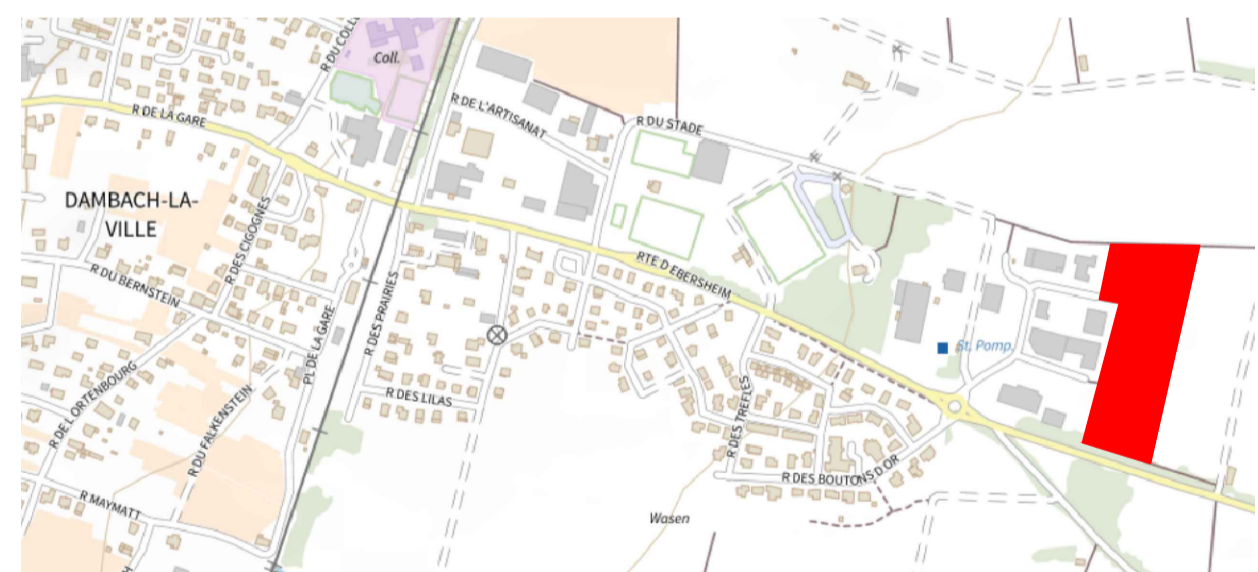 R DU COLL
Coll.
R DE L'ARTISANAT
R DE LA GARE
R DU STADE
DAMBACH-LA-
VILLE
R DES CIGOGNES
RTE D EBERSHEIM
R DU BERNSTEIN
PL DE LA GARE
R DES PRAIRIES
St. Pomp.
R DE L ORTENBOURG
R DU FALKENSTEIN
R DES LILAS
R DES TREFLES
R DES BOUTONS D'OR
R MAYMATT
Wasen